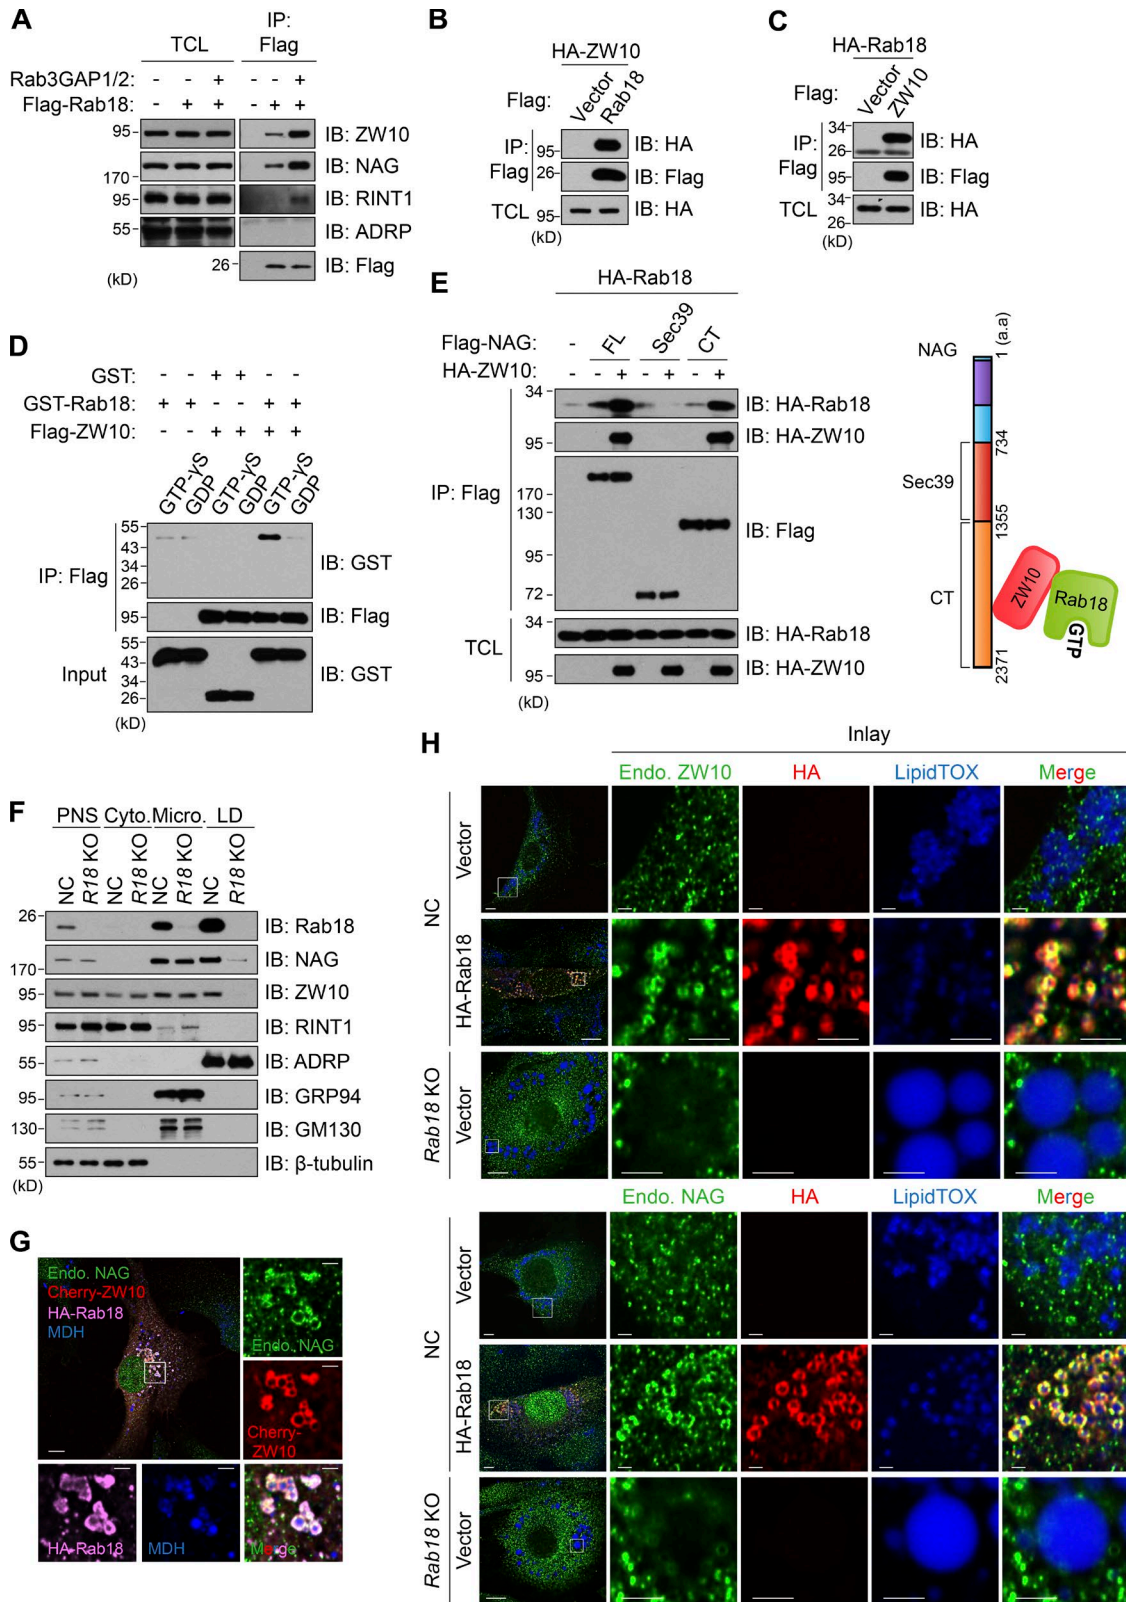 A
TCL
IP:
Flag
Rab3GAP1/2: - - + - - +
Flag-Rab18: - + + - + +
95
IB: ZW10
170
IB: NAG
95
IB: RINT1
55
IB: ADRP
26
IB: Flag
(kD)
B
HA-ZW10
Flag:
Vector
Rab18
IP:
Flag
95
IB: HA
26
IB: Flag
TCL
95
IB: HA
(kD)
C
HA-Rab18
Flag:
Vector
ZW10
IP:
Flag
34
26
IB: HA
95
IB: Flag
TCL
34
26
IB: HA
(kD)
D
GST: - - + + - -
GST-Rab18: + + - - + +
Flag-ZW10: - - + + + +
GTP-γS
GDP
GTP-γS
GDP
GTP-γS
GDP
IP: Flag
55
43
34
26
IB: GST
95
IB: Flag
Input
55
43
34
26
IB: GST
(kD)
E
HA-Rab18
Flag-NAG: - FL Sec39 CT
HA-ZW10: - - + - + - +
IP: Flag
34
26
IB: HA-Rab18
95
IB: HA-ZW10
170
130
95
72
IB: Flag
TCL
34
26
IB: HA-Rab18
95
IB: HA-ZW10
(kD)
NAG
1 (a.a)
734
Sec39
1355
CT
2371
ZW10
Rab18
GTP
F
PNS Cyto. Micro. LD
NC
R18 KO
NC
R18 KO
NC
R18 KO
NC
R18 KO
26
IB: Rab18
170
IB: NAG
95
IB: ZW10
95
IB: RINT1
55
IB: ADRP
95
IB: GRP94
130
IB: GM130
55
IB: β-tubulin
(kD)
G
Endo. NAG
Cherry-ZW10
HA-Rab18
MDH
Endo. NAG
Cherry-
ZW10
HA-Rab18
MDH
Merge
H
Inlay
Endo. ZW10 HA LipidTOX Merge
NC
Vector
HA-Rab18
Rab18 KO
Vector
Endo. NAG HA LipidTOX Merge
NC
Vector
HA-Rab18
Rab18 KO
Vector